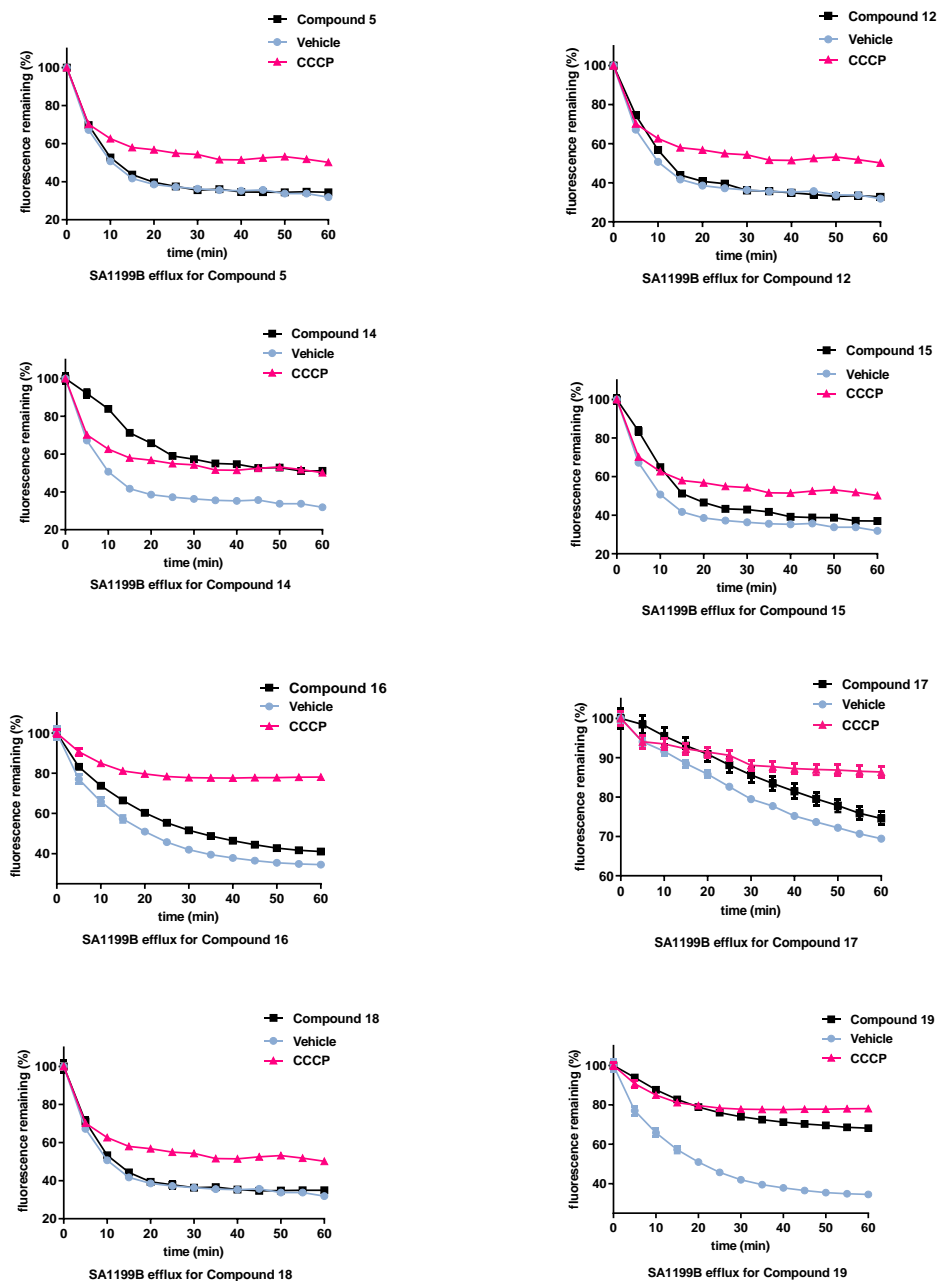 Compound 5
Vehicle
CCCP
fluorescence remaining (%)
100
80
60
40
20
0 10 20 30 40 50 60
time (min)
SA1199B efflux for Compound 5
Compound 12
Vehicle
CCCP
fluorescence remaining (%)
100
80
60
40
20
0 10 20 30 40 50 60
time (min)
SA1199B efflux for Compound 12
Compound 14
Vehicle
CCCP
fluorescence remaining (%)
100
80
60
40
20
0 10 20 30 40 50 60
time (min)
SA1199B efflux for Compound 14
Compound 15
Vehicle
CCCP
fluorescence remaining (%)
100
80
60
40
20
0 10 20 30 40 50 60
time (min)
SA1199B efflux for Compound 15
Compound 16
Vehicle
CCCP
fluorescence remaining (%)
100
80
60
40
0 10 20 30 40 50 60
time (min)
SA1199B efflux for Compound 16
Compound 17
Vehicle
CCCP
fluorescence remaining (%)
100
90
80
70
60
0 10 20 30 40 50 60
time (min)
SA1199B efflux for Compound 17
Compound 18
Vehicle
CCCP
fluorescence remaining (%)
100
80
60
40
20
0 10 20 30 40 50 60
time (min)
SA1199B efflux for Compound 18
Compound 19
Vehicle
CCCP
fluorescence remaining (%)
100
80
60
40
0 10 20 30 40 50 60
time (min)
SA1199B efflux for Compound 19